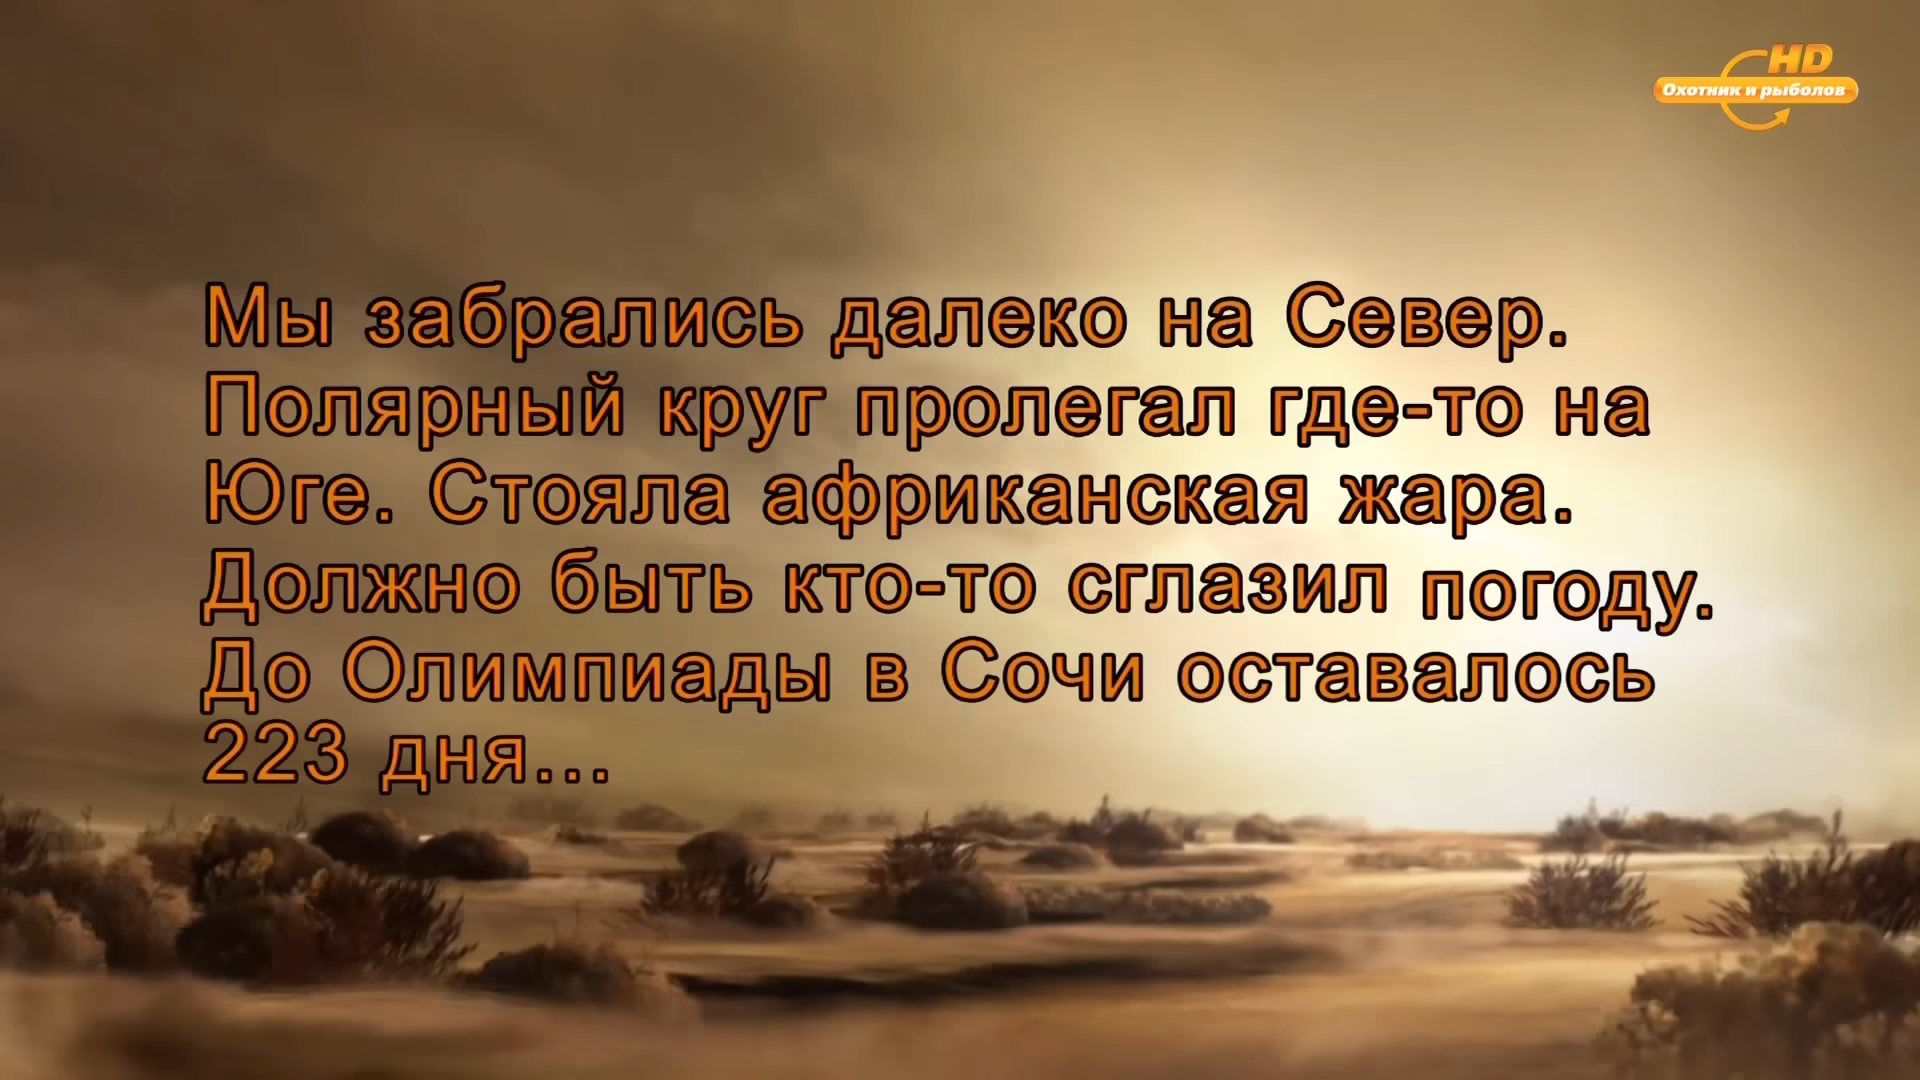 HD
Охотник и рыболов
Мы забрались далеко на Север.
Полярный круг пролегал где-то на
Юге. Стояла африканская жара.
Должно быть кто-то сглазил погоду.
До Олимпиады в Сочи оставалось
223 дня...